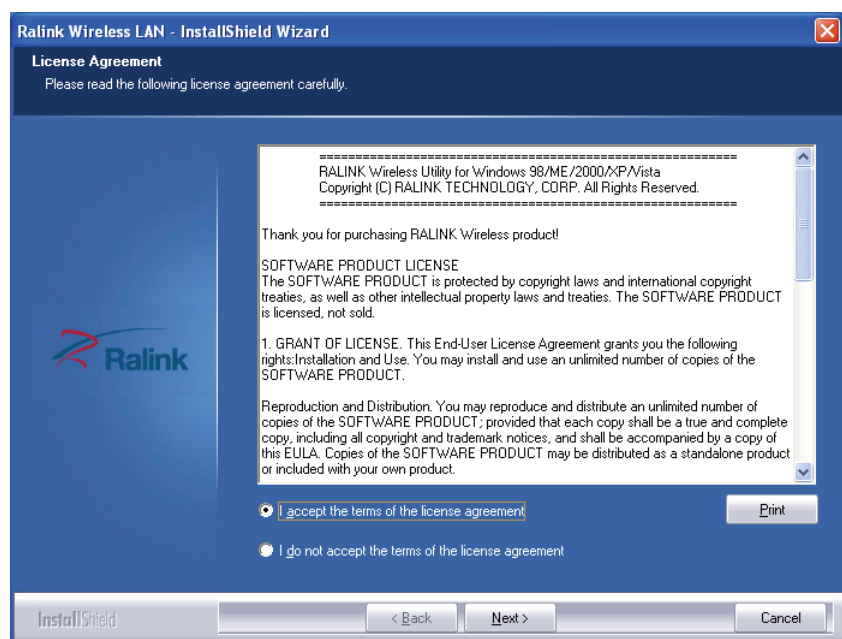 Ralink Wireless LAN - InstallShield Wizard
License Agreement
Please read the following license agreement carefully.
==========================================================
RALINK Wireless Utility for Windows 98/ME/2000/XP/Vista
Copyright (C) RALINK TECHNOLOGY, CORP. All Rights Reserved.
==========================================================
Thank you for purchasing RALINK Wireless product!
SOFTWARE PRODUCT LICENSE
The SOFTWARE PRODUCT is protected by copyright laws and international copyright
treaties, as well as other intellectual property laws and treaties. The SOFTWARE PRODUCT
is licensed, not sold.
1. GRANT OF LICENSE. This End-User License Agreement grants you the following
rights:Installation and Use. You may install and use an unlimited number of copies of the
SOFTWARE PRODUCT.
Reproduction and Distribution. You may reproduce and distribute an unlimited number of
copies of the SOFTWARE PRODUCT; provided that each copy shall be a true and complete
copy, including all copyright and trademark notices, and shall be accompanied by a copy of
this EULA. Copies of the SOFTWARE PRODUCT may be distributed as a standalone product
or included with your own product.
Ralink
I accept the terms of the license agreement
Print
I do not accept the terms of the license agreement
InstallShield
< Back
Next >
Cancel